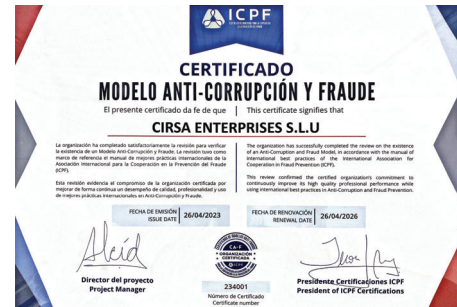 ICPF
CERTIFICADO
MODELO ANTI-CORRUPCIÓN Y FRAUDE
El presente certificado da fe de que | This certificate signifies that
CIRSA ENTERPRISES S.L.U
La organización ha completado satisfactoriamente la revisión para verificar
la existencia de un Modelo Anti-Corrupción y Fraude. La revisión tuvo como
marco de referencia el manual de mejores prácticas internacionales de la
Asociación Internacional para la Cooperación en la Prevención del Fraude
(ICPF).
Esta revisión evidencia el compromiso de la organización certificada por
mejorar de forma continua un desempeño de calidad, profesionalidad y uso
de mejores prácticas internacionales en Anti-Corrupción y Fraude.
The organization has successfully completed the review on the existence
of an Anti-Corruption and Fraud Model, in accordance with the manual of
international best practices of the International Association for
Cooperation in Fraud Prevention (ICPF).
This review confirmed the certified organization's commitment to
continuously improve its high quality professional performance while
using international best practices in Anti-Corruption and Fraud Prevention.
FECHA DE EMISIÓN
ISSUE DATE
26/04/2023
FECHA DE RENOVACIÓN
RENEWAL DATE
26/04/2026
CA-F
ORGANIZACIÓN
CERTIFICADA
Director del proyecto
Project Manager
234001
Número de Certificado
Certificate number
Presidente Certificaciones ICPF
President of ICPF Certifications